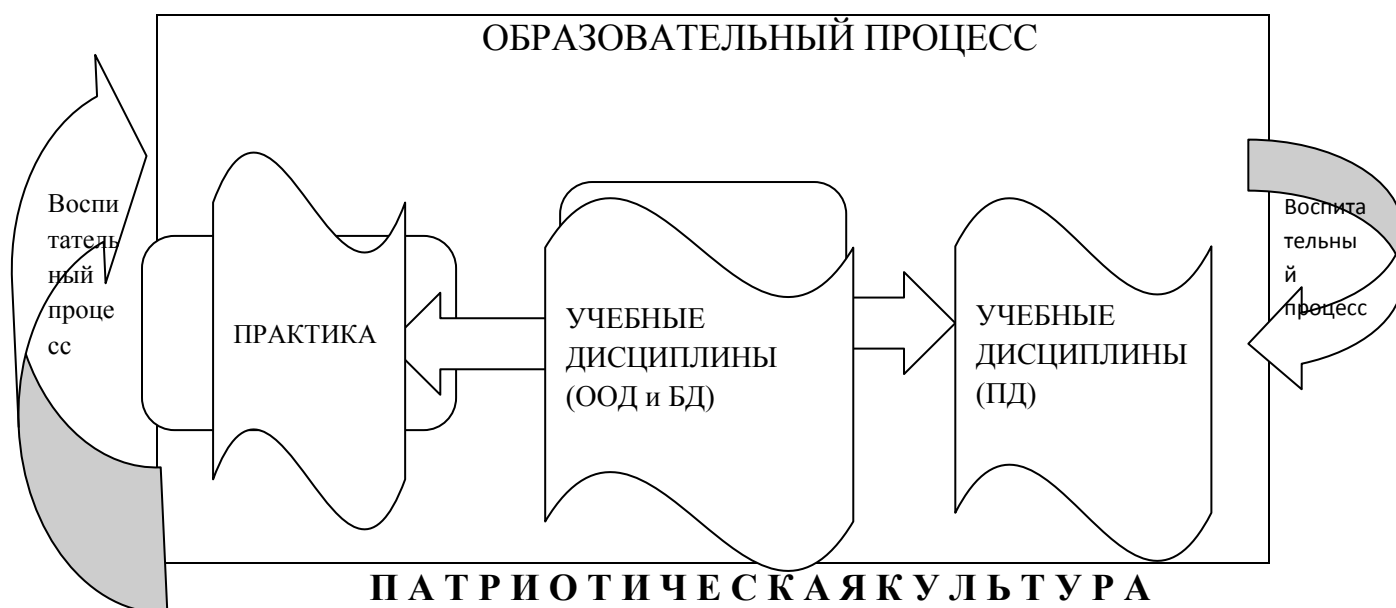 ОБРАЗОВАТЕЛЬНЫЙ ПРОЦЕСС
Воспи
татель
ный
проце
сс
ПРАКТИКА
УЧЕБНЫЕ
ДИСЦИПЛИНЫ
(ООД и БД)
УЧЕБНЫЕ
ДИСЦИПЛИНЫ
(ПД)
Воспита
тельны
й
процесс
П А Т Р И О Т И Ч Е С К А Я К У Л Ь Т У Р А